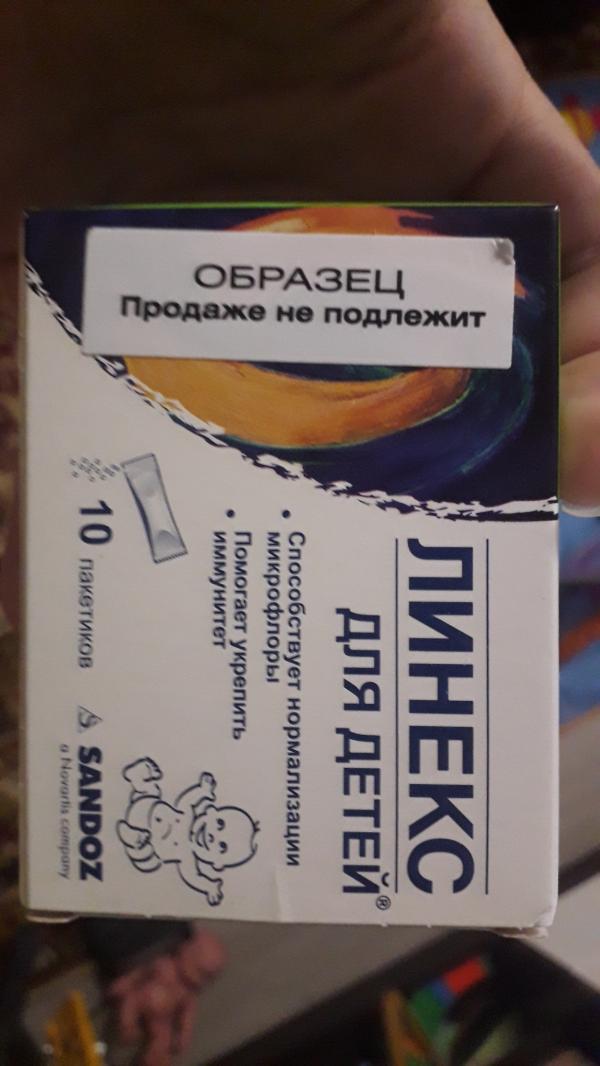 ОБРАЗЕЦ
Продаже не подлежит
ЛИНЕКС
ДЛЯ ДЕТЕЙ®
• Способствует нормализации
микрофлоры
• Помогает укрепить
иммунитет
10 пакетиков
SANDOZ
a Novartis company